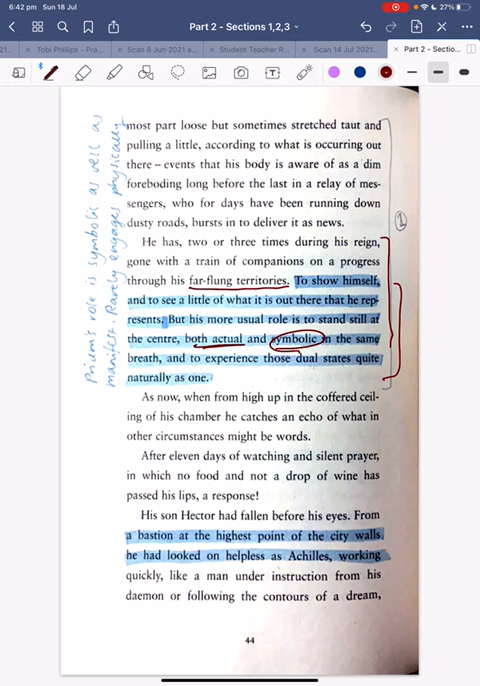 6:42 pm Sun 18 Jul
27%
Part 2 - Sections 1,2,3
21...
Tobi Phillips - Pra...
Scan 8 Jun 2021 a...
Student Teacher R...
Scan 14 Jul 2021...
Part 2 - Sectio...
Priam's role is symbolic as well as
manifest. Rarely engages physically
1
most part loose but sometimes stretched taut and
pulling a little, according to what is occurring out
there – events that his body is aware of as a dim
foreboding long before the last in a relay of mes-
sengers, who for days have been running down
dusty roads, bursts in to deliver it as news.
He has, two or three times during his reign,
gone with a train of companions on a progress
through his far-flung territories. To show himself,
and to see a little of what it is out there that he rep-
resents. But his more usual role is to stand still at
the centre, both actual and symbolic in the same
breath, and to experience those dual states quite
naturally as one.
As now, when from high up in the coffered ceil-
ing of his chamber he catches an echo of what in
other circumstances might be words.
After eleven days of watching and silent prayer,
in which no food and not a drop of wine has
passed his lips, a response!
His son Hector had fallen before his eyes. From
a bastion at the highest point of the city walls
he had looked on helpless as Achilles, working
quickly, like a man under instruction from his
daemon or following the contours of a dream,
44